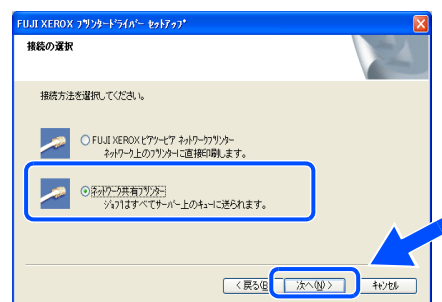 FUJI XEROX ﾌﾟﾘﾝﾀｰﾄﾞﾗｲﾊﾞｰ ｾｯﾄｱｯﾌﾟ
接続の選択
接続方法を選択してください。
FUJI XEROX ﾋﾟｱﾂｰﾋﾟｱ ﾈｯﾄﾜｰｸﾌﾟﾘﾝﾀｰ
ﾈｯﾄﾜｰｸ上のﾌﾟﾘﾝﾀｰに直接印刷します。
ﾈｯﾄﾜｰｸ共有ﾌﾟﾘﾝﾀｰ
ｼﾞｮﾌﾞはすべてｻｰﾊﾞｰ上のｷｭｰに送られます。
< 戻る(B) 次へ(N) > ｷｬﾝｾﾙ